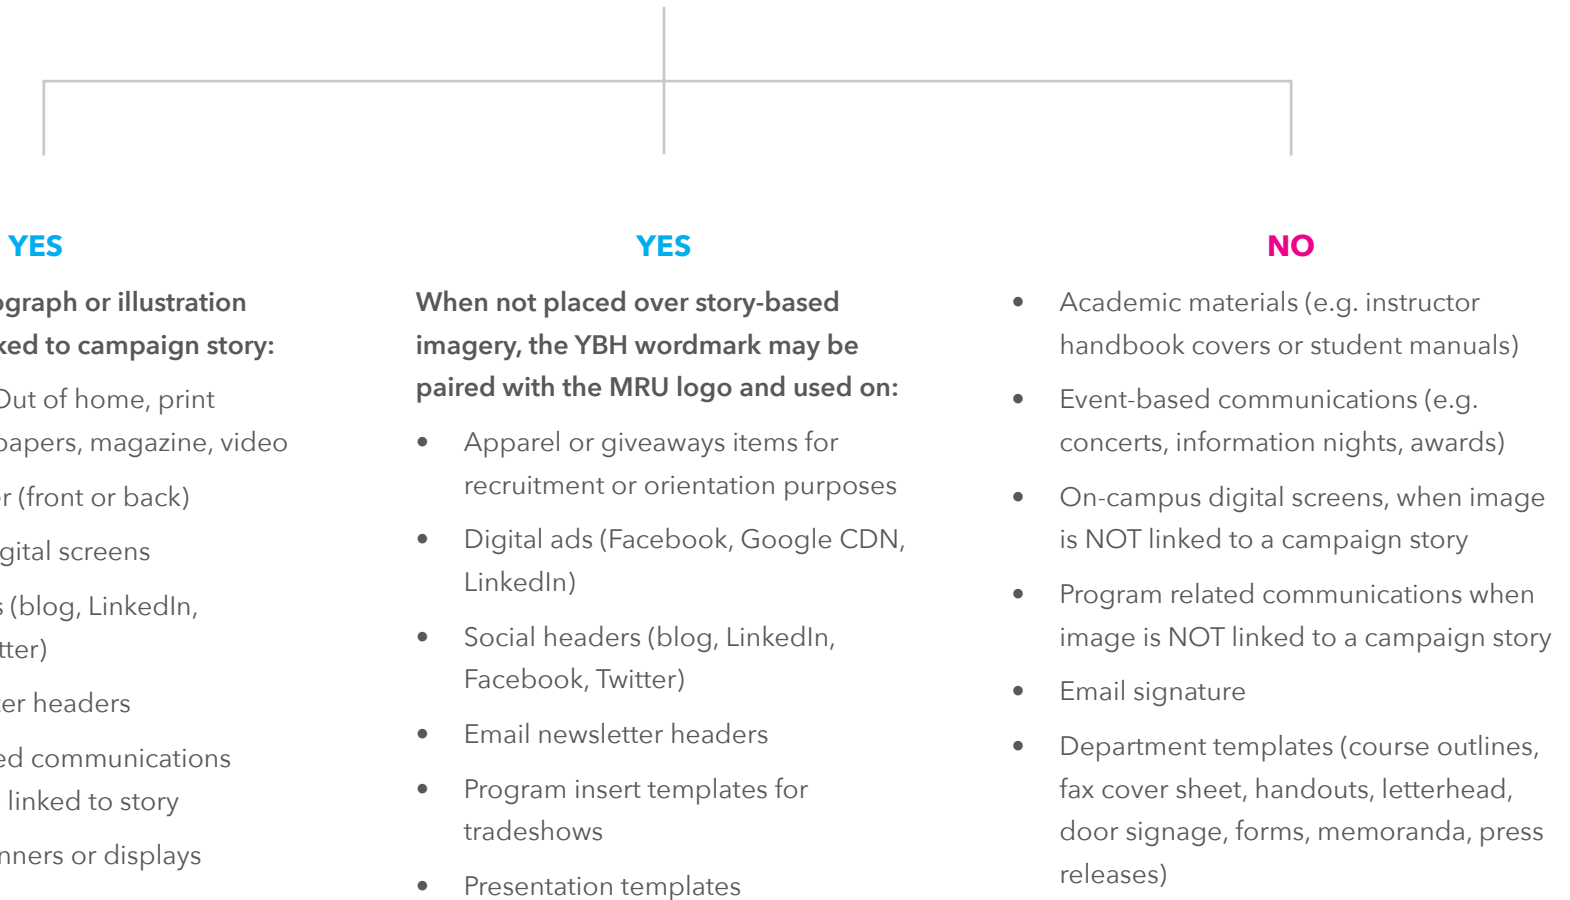 YES
ograph or illustration
ked to campaign story:
Out of home, print
papers, magazine, video
er (front or back)
gital screens
s (blog, LinkedIn,
tter)
ter headers
ed communications
linked to story
nners or displays
YES
When not placed over story-based
imagery, the YBH wordmark may be
paired with the MRU logo and used on:
• Apparel or giveaways items for
recruitment or orientation purposes
• Digital ads (Facebook, Google CDN,
LinkedIn)
• Social headers (blog, LinkedIn,
Facebook, Twitter)
• Email newsletter headers
• Program insert templates for
tradeshows
• Presentation templates
NO
• Academic materials (e.g. instructor
handbook covers or student manuals)
• Event-based communications (e.g.
concerts, information nights, awards)
• On-campus digital screens, when image
is NOT linked to a campaign story
• Program related communications when
image is NOT linked to a campaign story
• Email signature
• Department templates (course outlines,
fax cover sheet, handouts, letterhead,
door signage, forms, memoranda, press
releases)